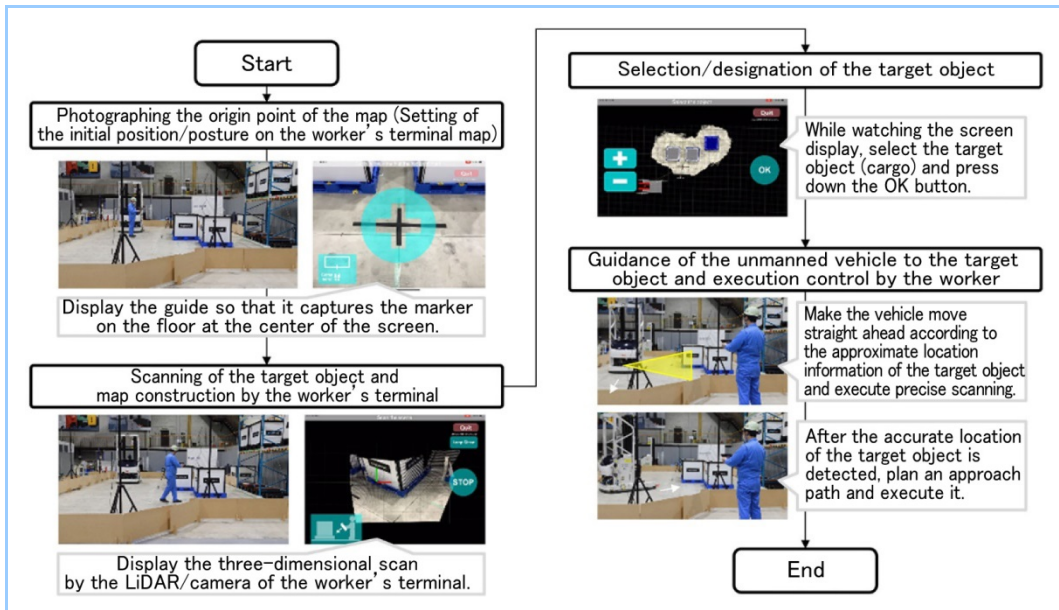 Start
Photographing the origin point of the map (Setting of
the initial position/posture on the worker's terminal map)
Quit
Display the guide so that it captures the marker
on the floor at the center of the screen.
Scanning of the target object and
map construction by the worker's terminal
Quit
STOP
Display the three-dimensional scan
by the LiDAR/camera of the worker's terminal.
Selection/designation of the target object
Quit
OK
While watching the screen
display, select the target
object (cargo) and press
down the OK button.
Guidance of the unmanned vehicle to the target
object and execution control by the worker
Make the vehicle move
straight ahead according to
the approximate location
information of the target object
and execute precise scanning.
After the accurate location
of the target object is
detected, plan an approach
path and execute it.
End